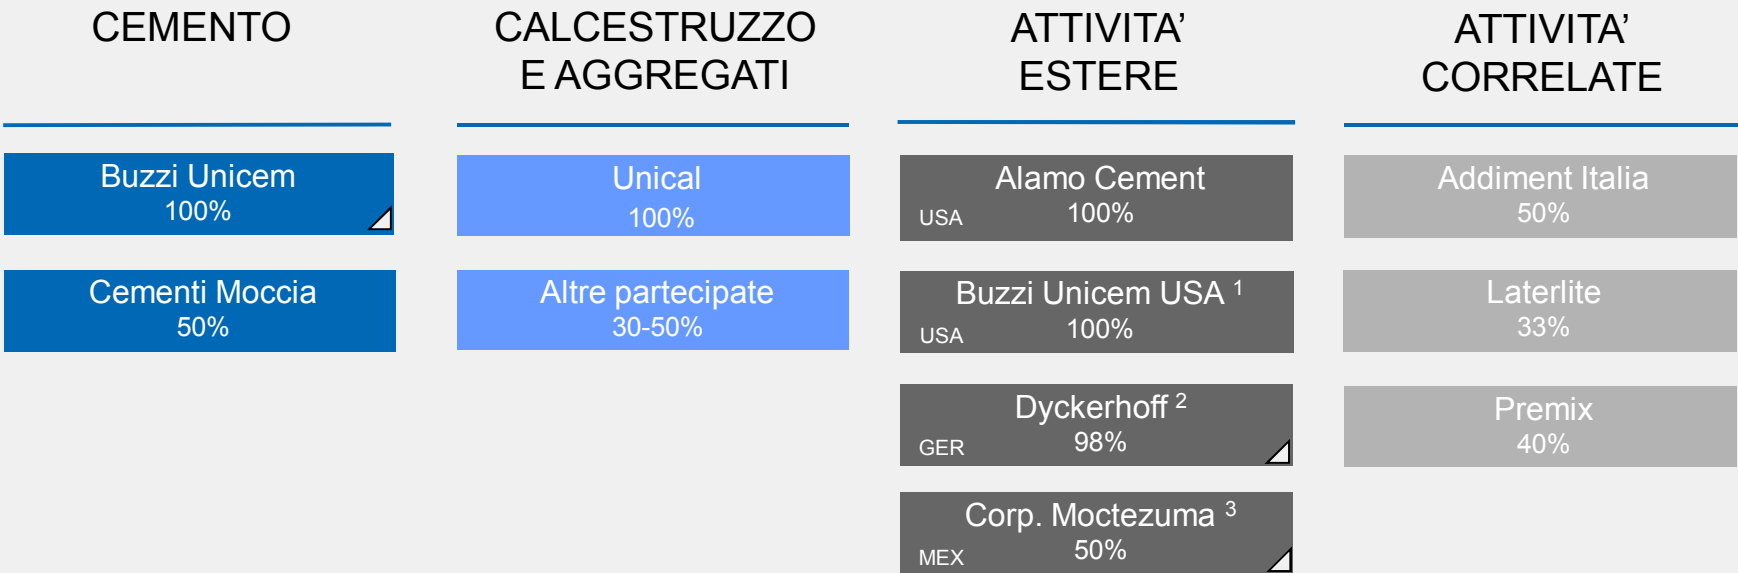 CEMENTO
Buzzi Unicem
100%
Cementi Moccia
50%
CALCESTRUZZO
E AGGREGATI
Unical
100%
Altre partecipate
30-50%
ATTIVITA’
ESTERE
Alamo Cement
USA 100%
Buzzi Unicem USA 1
USA 100%
Dyckerhoff 2
GER 98%
Corp. Moctezuma 3
MEX 50%
ATTIVITA’
CORRELATE
Addiment Italia
50%
Laterlite
33%
Premix
40%